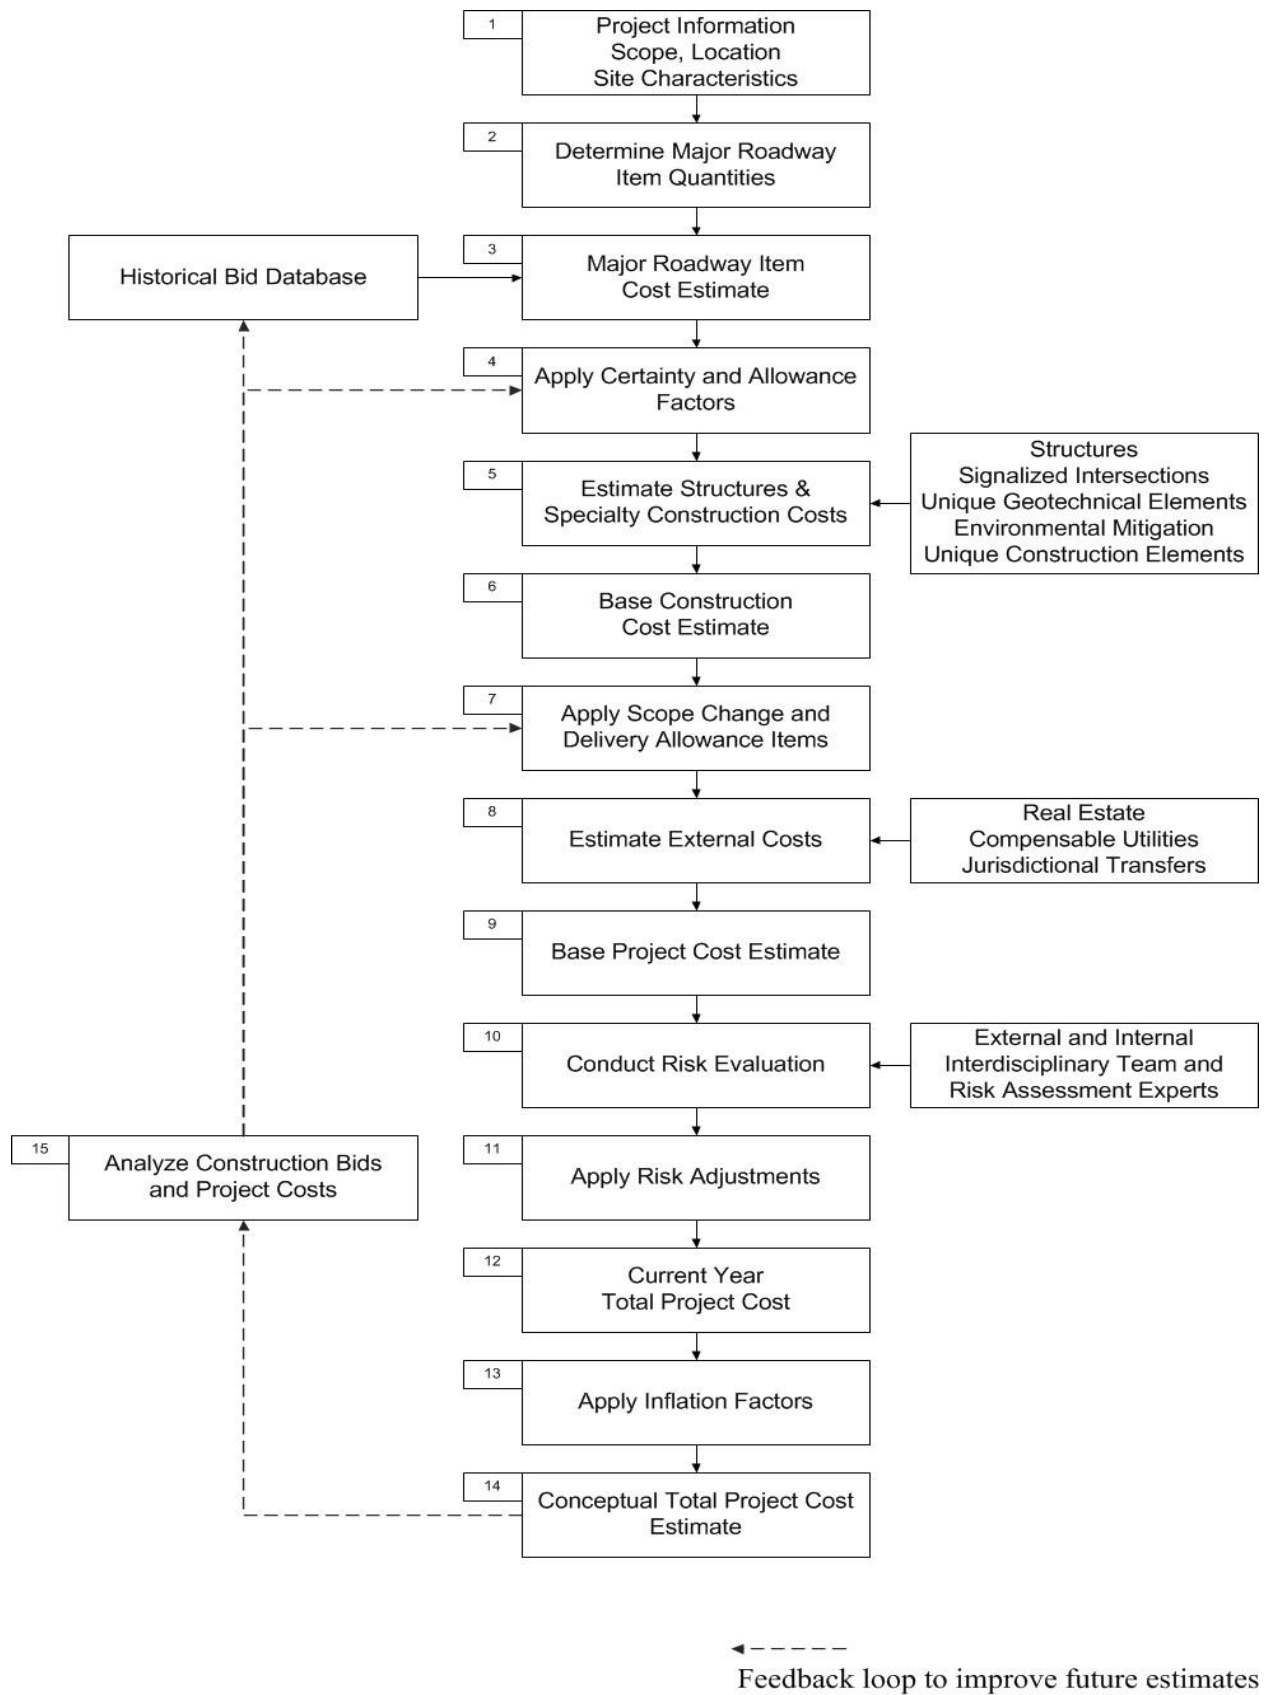 1
Project Information
Scope, Location
Site Characteristics
2
Determine Major Roadway
Item Quantities
Historical Bid Database
3
Major Roadway Item
Cost Estimate
4
Apply Certainty and Allowance
Factors
5
Estimate Structures &
Specialty Construction Costs
Structures
Signalized Intersections
Unique Geotechnical Elements
Environmental Mitigation
Unique Construction Elements
6
Base Construction
Cost Estimate
7
Apply Scope Change and
Delivery Allowance Items
8
Estimate External Costs
Real Estate
Compensable Utilities
Jurisdictional Transfers
9
Base Project Cost Estimate
10
Conduct Risk Evaluation
External and Internal
Interdisciplinary Team and
Risk Assessment Experts
15
Analyze Construction Bids
and Project Costs
11
Apply Risk Adjustments
12
Current Year
Total Project Cost
13
Apply Inflation Factors
14
Conceptual Total Project Cost
Estimate
Feedback loop to improve future estimates